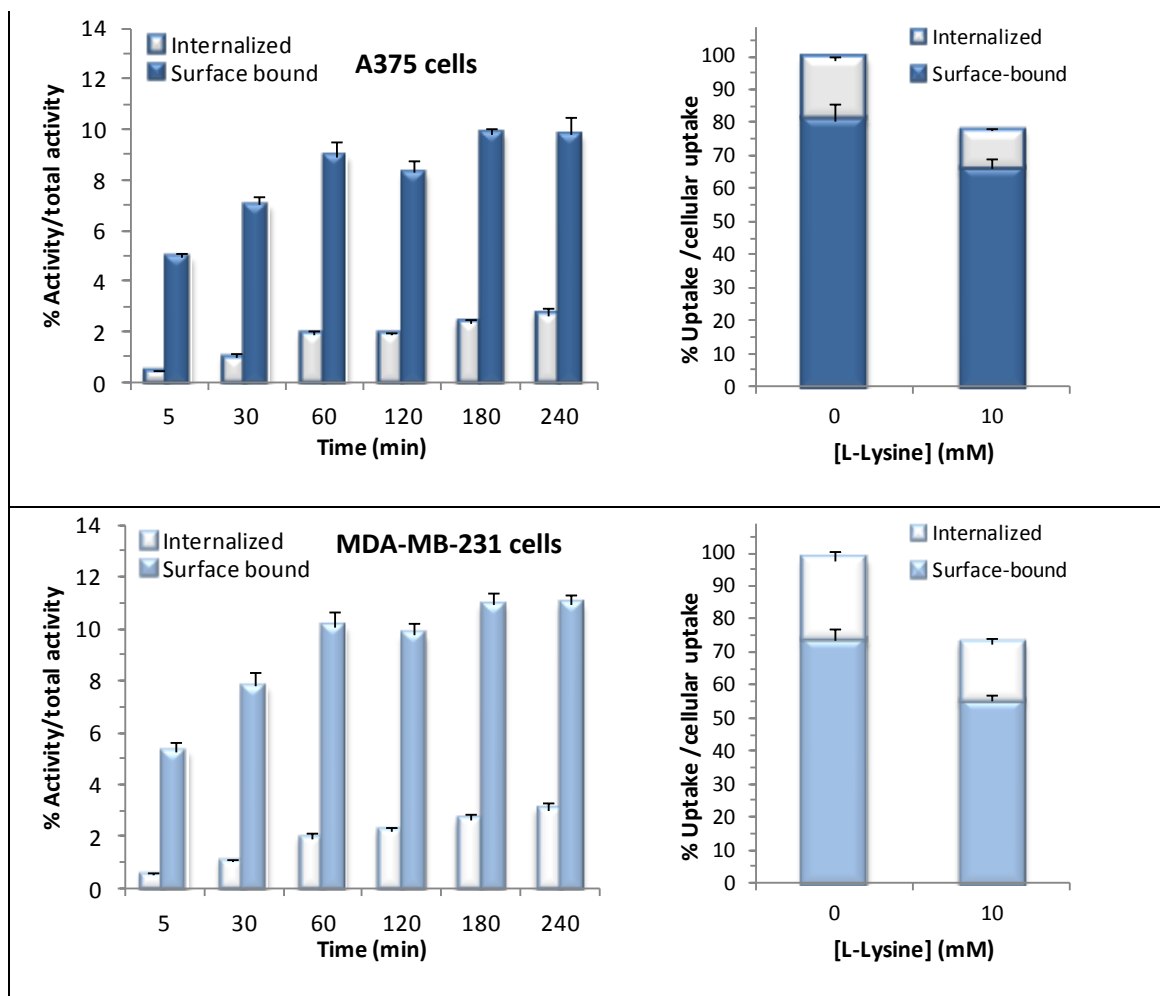 14
12
10
8
6
4
2
0
% Activity/total activity
Internalized
Surface bound
A375 cells
5 30 60 120 180 240
Time (min)
100
90
80
70
60
50
40
30
20
10
0
% Uptake /cellular uptake
Internalized
Surface-bound
0 10
[L-Lysine] (mM)
14
12
10
8
6
4
2
0
% Activity/total activity
Internalized
Surface bound
MDA-MB-231 cells
5 30 60 120 180 240
Time (min)
100
90
80
70
60
50
40
30
20
10
0
% Uptake /cellular uptake
Internalized
Surface-bound
0 10
[L-Lysine] (mM)